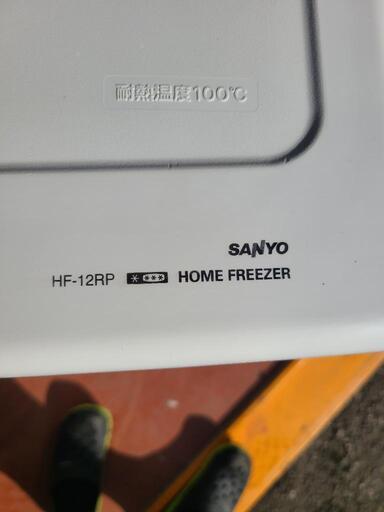 耐熱温度100℃
SANYO
HF-12RP HOME FREEZER